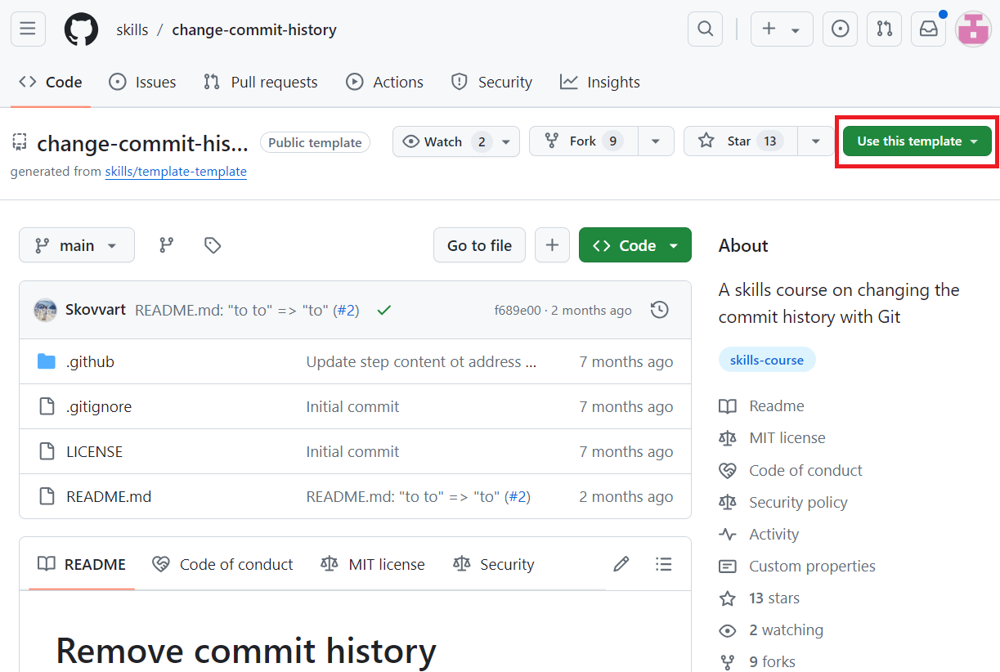 skills / change-commit-history
Code Issues Pull requests Actions Security Insights
change-commit-his... Public template Watch 2 Fork 9 Star 13 Use this template
generated from skills/template-template
main Go to file + Code
Skovvart README.md: "to to" => "to" (#2) f689e00 · 2 months ago
.github Update step content ot address ... 7 months ago
.gitignore Initial commit 7 months ago
LICENSE Initial commit 7 months ago
README.md README.md: "to to" => "to" (#2) 2 months ago
README Code of conduct MIT license Security
Remove commit history
About
A skills course on changing the
commit history with Git
skills-course
Readme
MIT license
Code of conduct
Security policy
Activity
Custom properties
13 stars
2 watching
9 forks